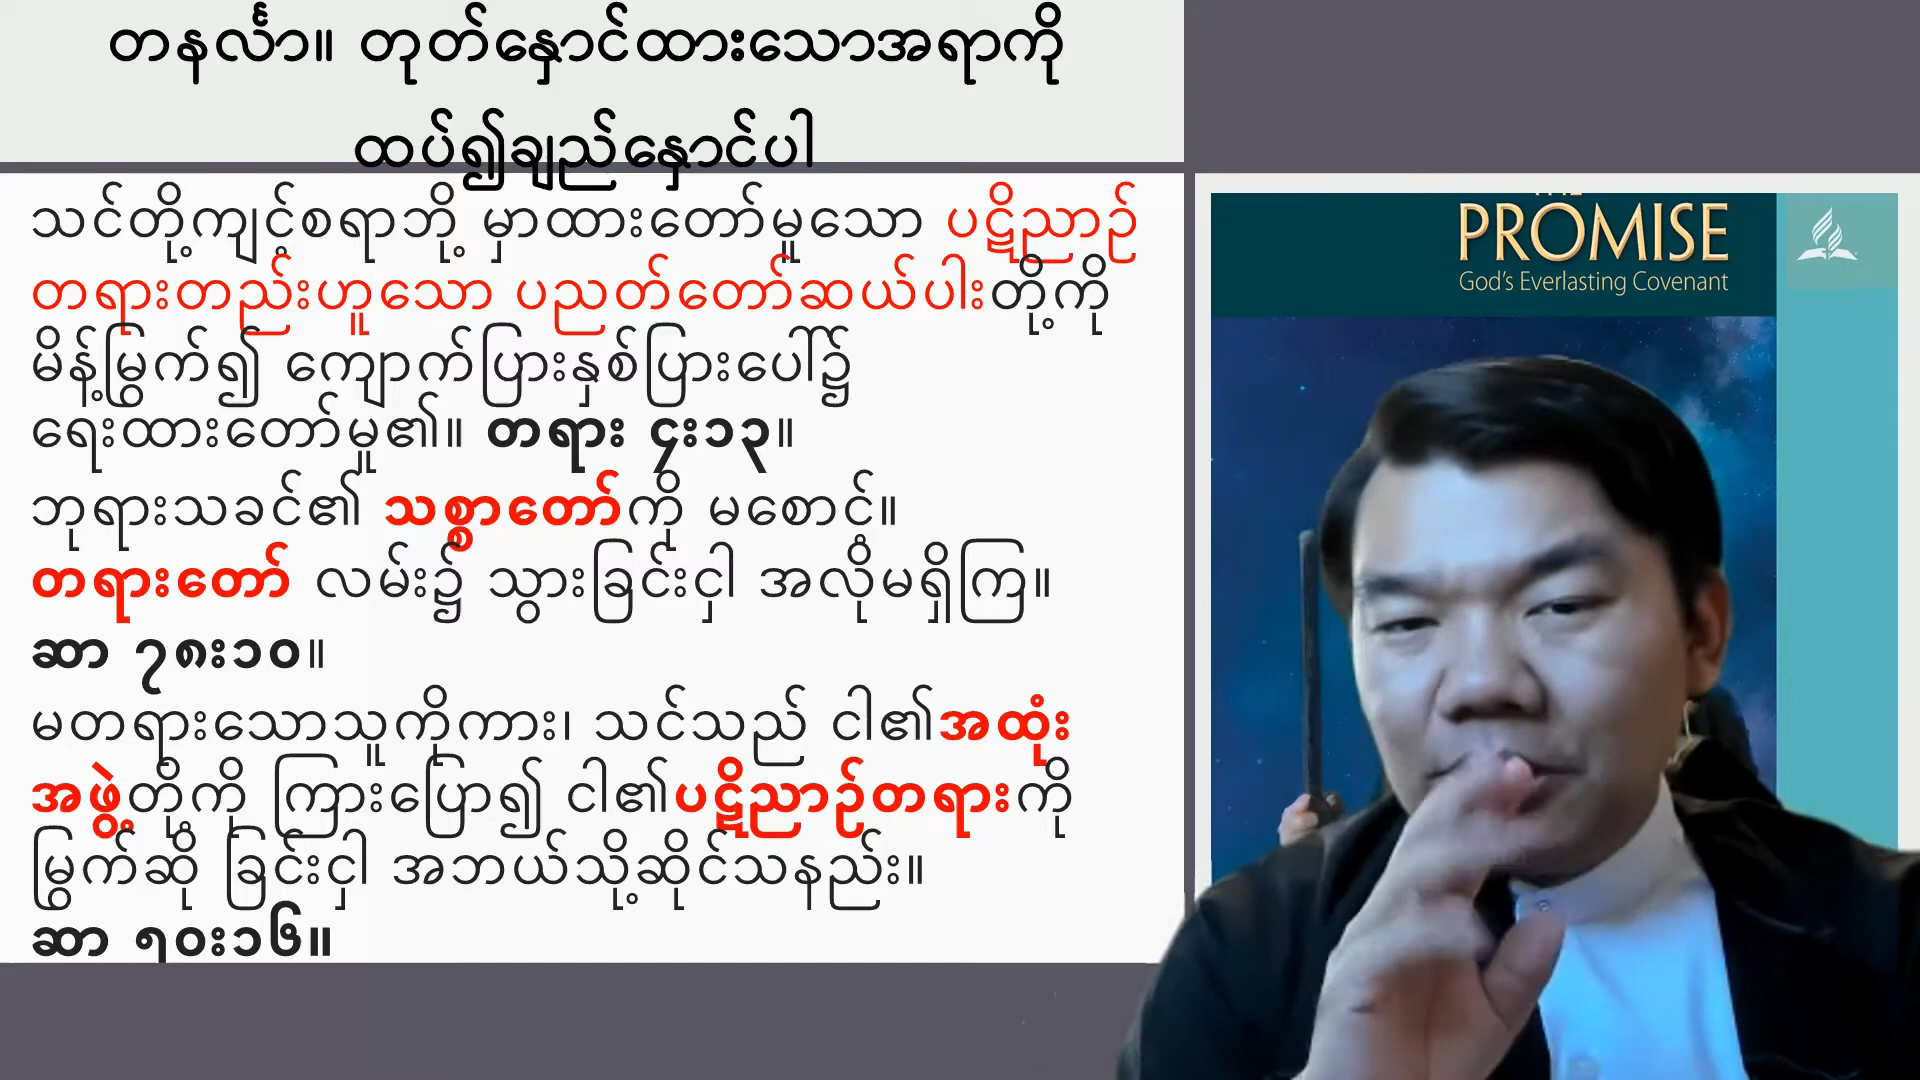 တနင်္လာ။ တုတ်နှောင်ထားသောအရာကို
ထပ်၍ချည်နှောင်ပါ
သင်တို့ကျင့်စရာဘို့ မှာထားတော်မူသော ပဋိညာဉ်
တရားတည်းဟူသော ပညတ်တော်ဆယ်ပါးတို့ကို
မိန့်မြွက်၍ ကျောက်ပြားနှစ်ပြားပေါ်၌
ရေးထားတော်မူ၏။ တရား ၄း၁၃။
ဘုရားသခင်၏ သစ္စာတော်ကို မစောင့်။
တရားတော် လမ်း၌ သွားခြင်းငှါ အလိုမရှိကြ။
ဆာ ၇၈း၁၀။
မတရားသောသူကိုကား၊ သင်သည် ငါ၏အထုံး
အဖွဲ့တို့ကို ကြားပြော၍ ငါ၏ပဋိညာဉ်တရားကို
မြွက်ဆို ခြင်းငှါ အဘယ်သို့ဆိုင်သနည်း။
ဆာ ၅၀း၁၆။
PROMISE
God's Everlasting Covenant